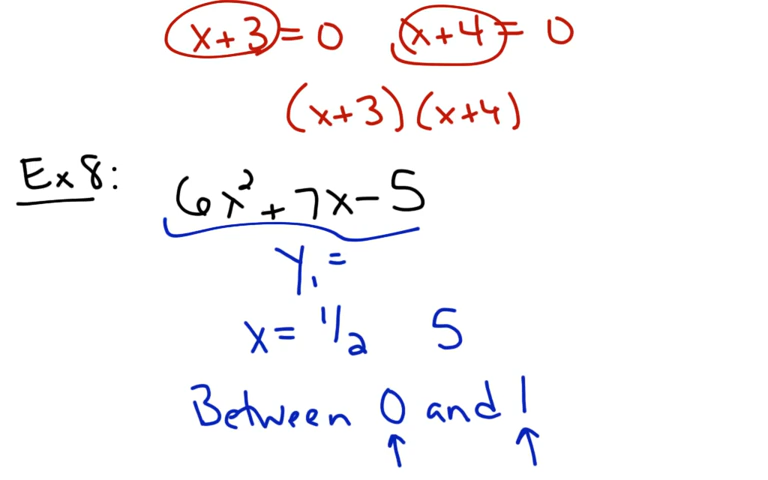 x+3=0 x+4=0
(x+3)(x+4)
Ex 8:
6x²+7x-5
y₁=
x= 1/2 5
Between 0 and 1